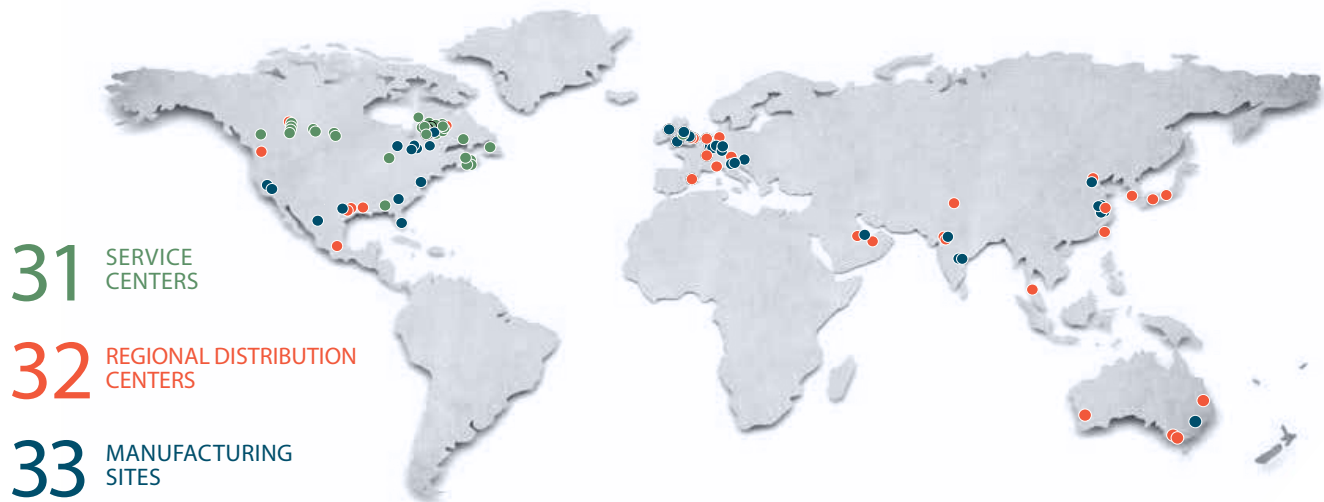 31 SERVICE
CENTERS
32 REGIONAL DISTRIBUTION
CENTERS
33 MANUFACTURING
SITES